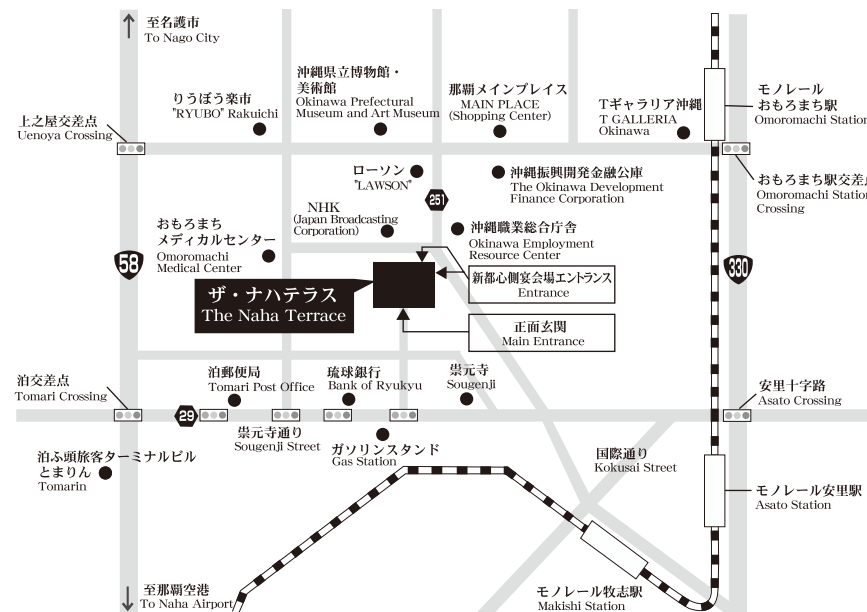 至名護市
To Nago City
りうぼう楽市
"RYUBO" Rakuichi
沖縄県立博物館・
美術館
Okinawa Prefectural
Museum and Art Museum
那覇メインプレイス
MAIN PLACE
(Shopping Center)
Tギャラリア沖縄
T GALLERIA
Okinawa
モノレール
おもろまち駅
Omoromachi Station
上之屋交差点
Uenoya Crossing
ローソン
"LAWSON"
沖縄振興開発金融公庫
The Okinawa Development
Finance Corporation
おもろまち駅交差点
Omoromachi Station
Crossing
251
NHK
(Japan Broadcasting
Corporation)
沖縄職業総合庁舎
Okinawa Employment
Resource Center
おもろまち
メディカルセンター
Omoromachi
Medical Center
58
330
新都心側宴会場エントランス
Entrance
ザ・ナハテラス
The Naha Terrace
正面玄関
Main Entrance
泊交差点
Tomari Crossing
泊郵便局
Tomari Post Office
琉球銀行
Bank of Ryukyu
崇元寺
Sougenji
安里十字路
Asato Crossing
29
崇元寺通り
Sougenji Street
ガソリンスタンド
Gas Station
国際通り
Kokusai Street
泊ふ頭旅客ターミナルビル
とまりん
Tomarin
モノレール安里駅
Asato Station
至那覇空港
To Naha Airport
モノレール牧志駅
Makishi Station